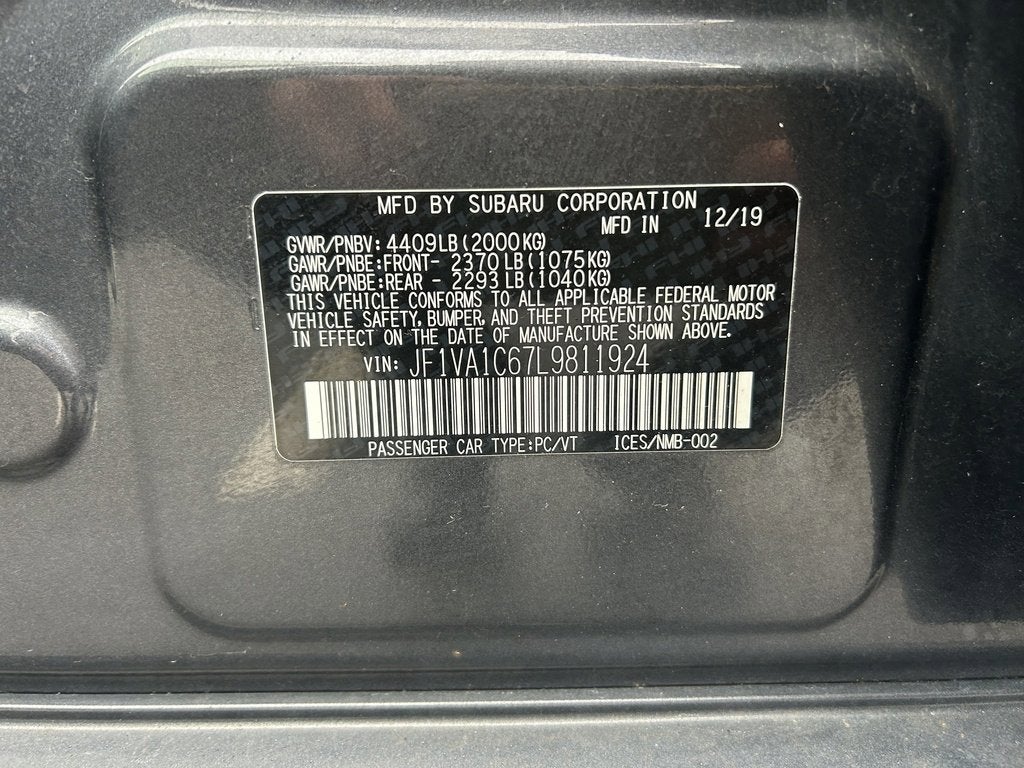 MFD BY SUBARU CORPORATION
MFD IN 12/19
GVWR/PNBV: 4409LB(2000KG)
GAWR/PNBE:FRONT- 2370LB(1075KG)
GAWR/PNBE:REAR - 2293LB(1040KG)
THIS VEHICLE CONFORMS TO ALL APPLICABLE FEDERAL MOTOR
VEHICLE SAFETY, BUMPER, AND THEFT PREVENTION STANDARDS
IN EFFECT ON THE DATE OF MANUFACTURE SHOWN ABOVE.
VIN: JF1VA1C67L9811924
PASSENGER CAR TYPE:PC/VT ICES/NMB-002